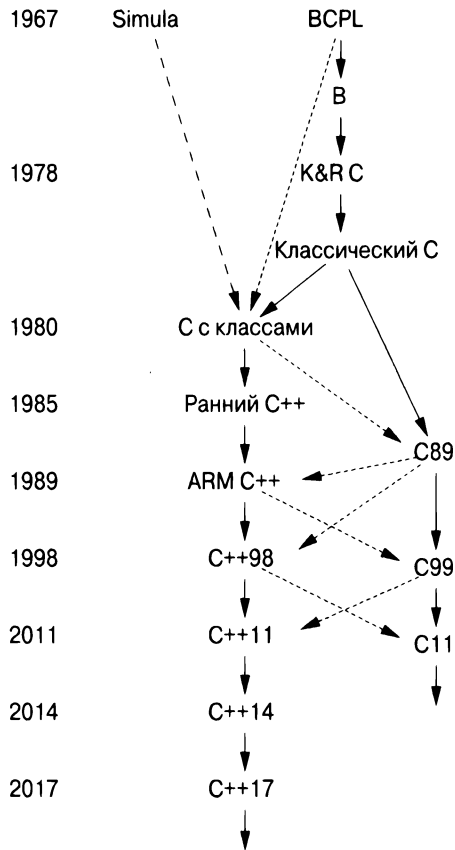 1967 Simula BCPL
B
1978 K&R C
Классический C
1980 C с классами
1985 Ранний C++
C89
1989 ARM C++
1998 C++98
C99
2011 C++11
C11
2014 C++14
2017 C++17